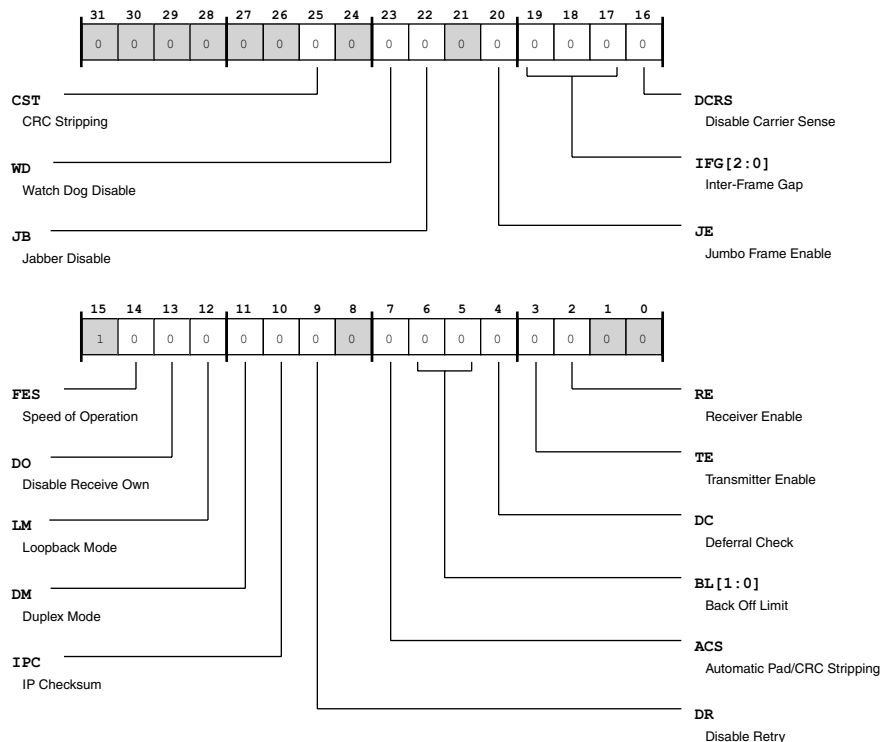 31 30 29 28 27 26 25 24 23 22 21 20 19 18 17 16
0 0 0 0 0 0 0 0 0 0 0 0 0 0 0 0
CST
CRC Stripping
WD
Watch Dog Disable
JB
Jabber Disable
DCRS
Disable Carrier Sense
IFG[2:0]
Inter-Frame Gap
JE
Jumbo Frame Enable
15 14 13 12 11 10 9 8 7 6 5 4 3 2 1 0
1 0 0 0 0 0 0 0 0 0 0 0 0 0 0 0
FES
Speed of Operation
DO
Disable Receive Own
LM
Loopback Mode
DM
Duplex Mode
IPC
IP Checksum
RE
Receiver Enable
TE
Transmitter Enable
DC
Deferral Check
BL[1:0]
Back Off Limit
ACS
Automatic Pad/CRC Stripping
DR
Disable Retry